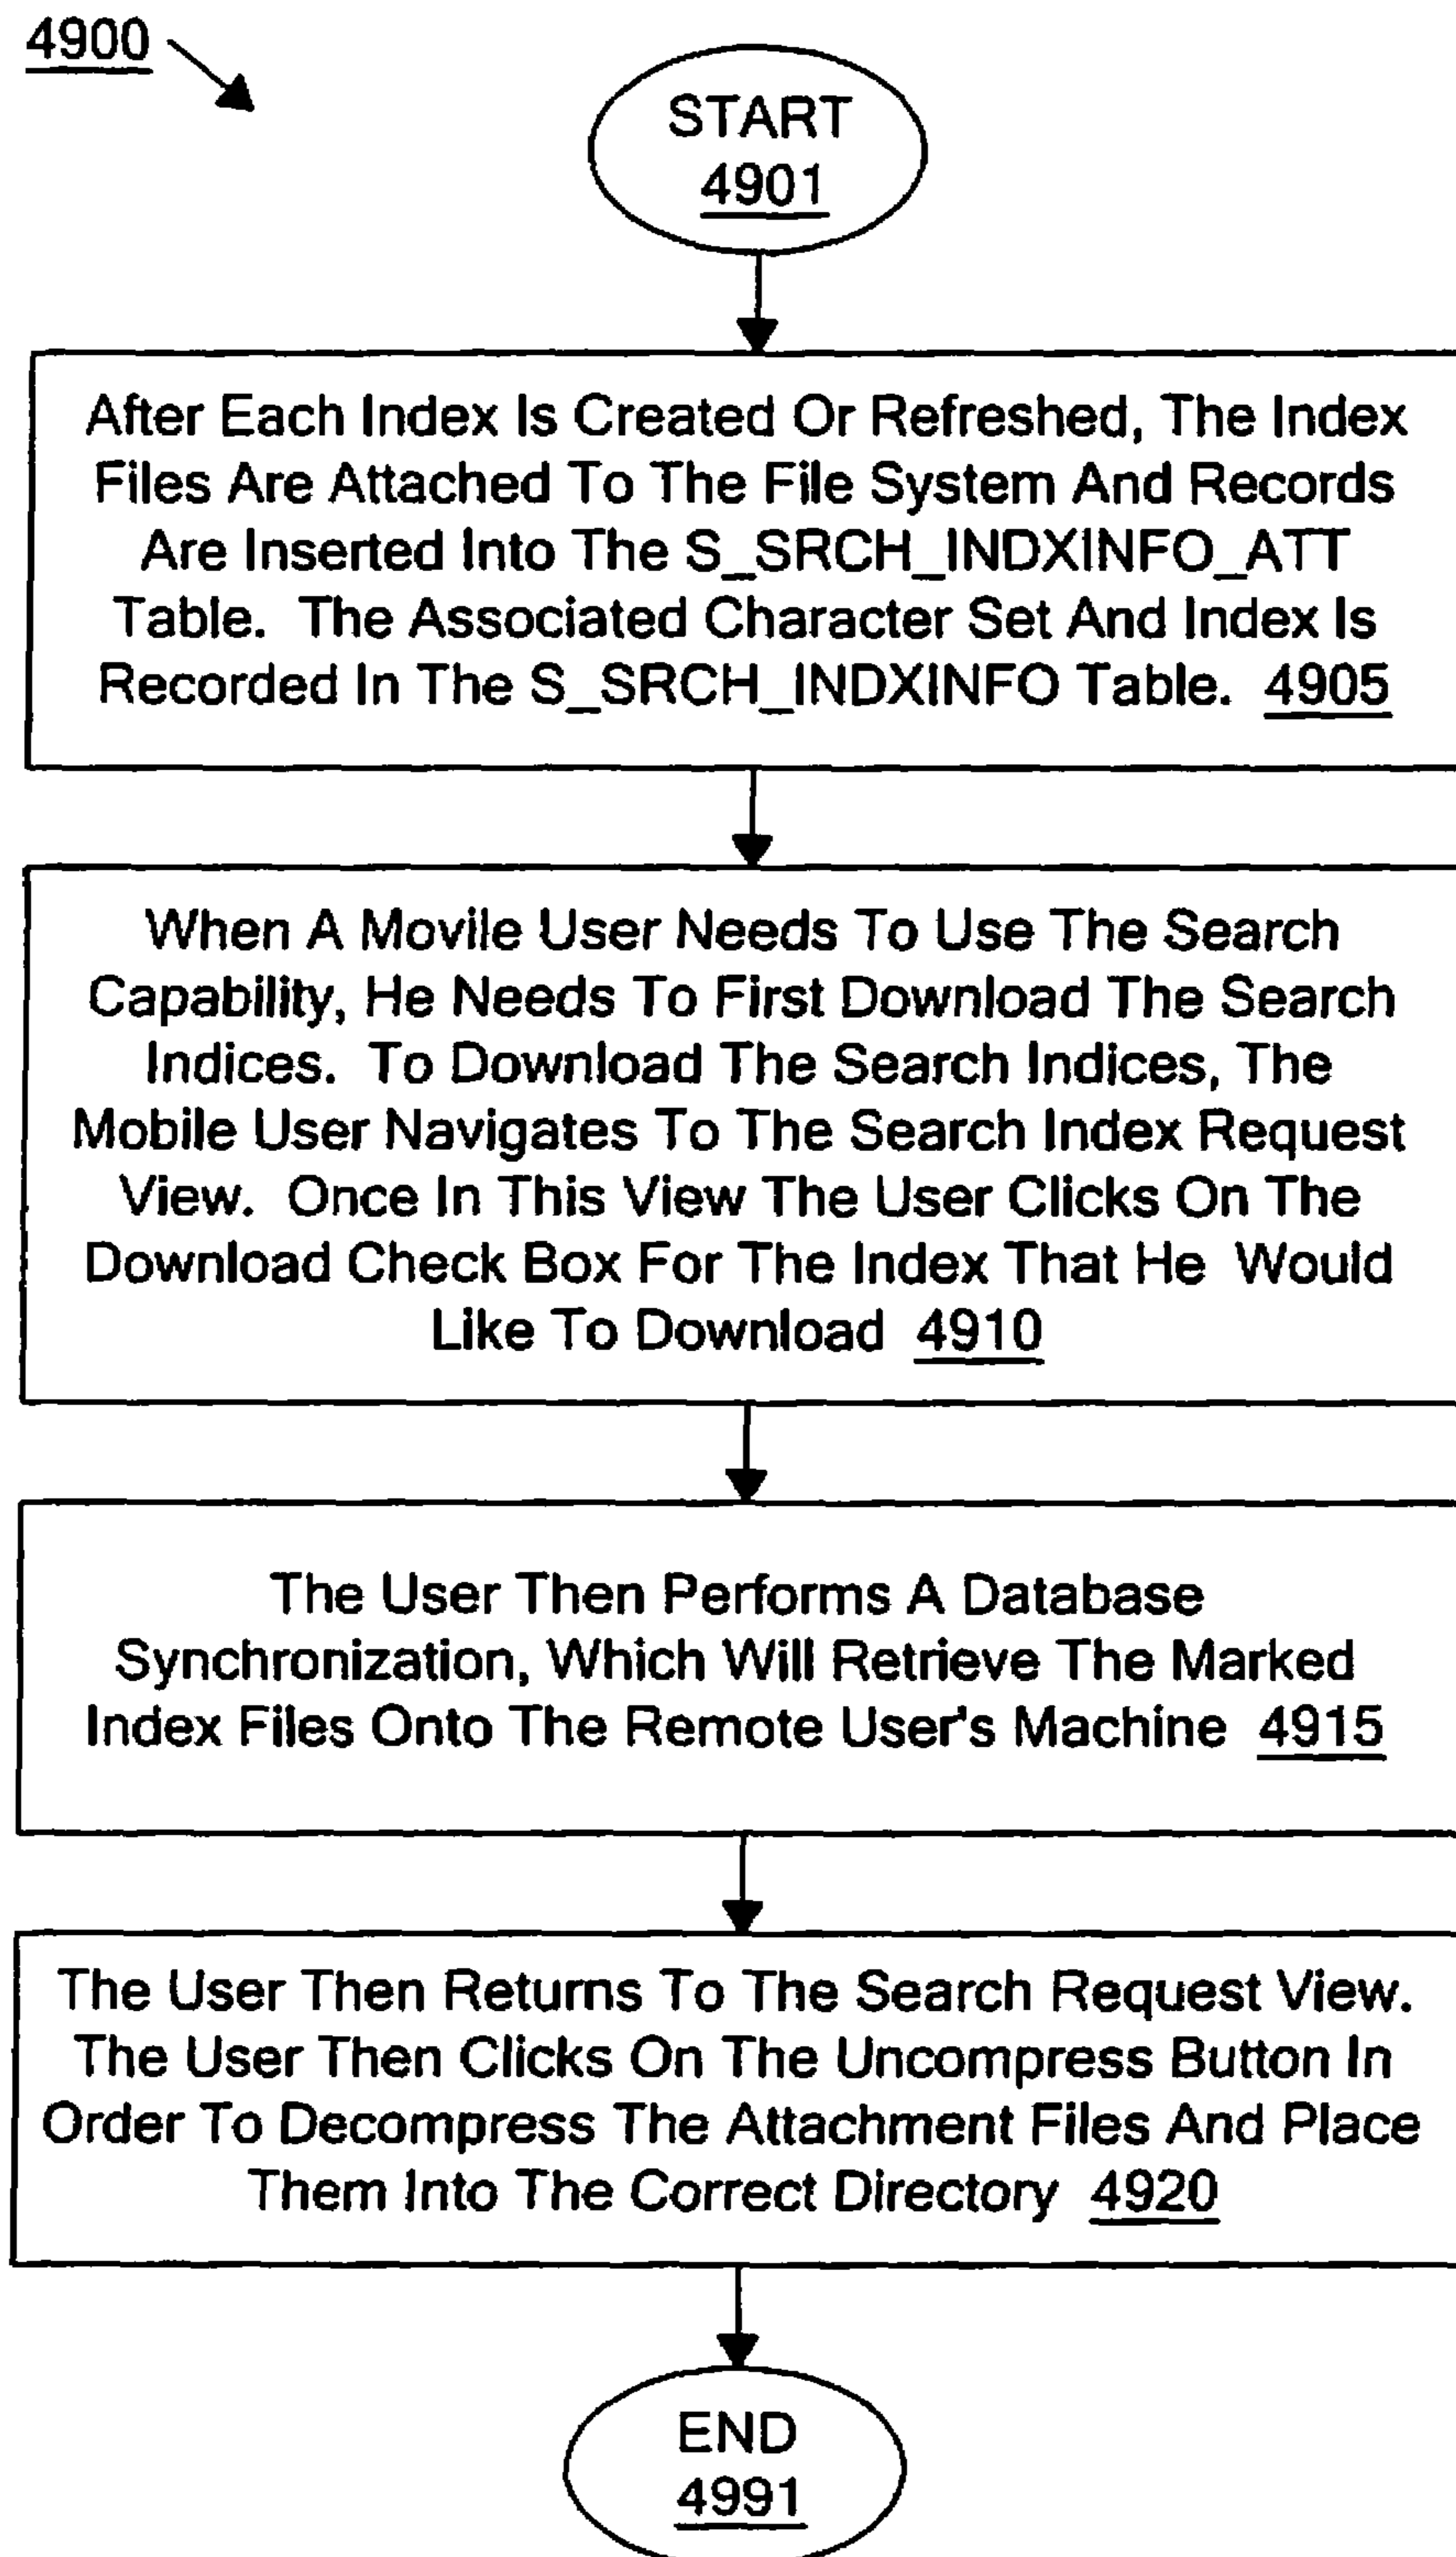 4900
START
4901
After Each Index Is Created Or Refreshed, The Index
Files Are Attached To The File System And Records
Are Inserted Into The S_SRCH_INDXINFO_ATT
Table. The Associated Character Set And Index Is
Recorded In The S_SRCH_INDXINFO Table. 4905
When A Movile User Needs To Use The Search
Capability, He Needs To First Download The Search
Indices. To Download The Search Indices, The
Mobile User Navigates To The Search Index Request
View. Once In This View The User Clicks On The
Download Check Box For The Index That He Would
Like To Download 4910
The User Then Performs A Database
Synchronization, Which Will Retrieve The Marked
Index Files Onto The Remote User's Machine 4915
The User Then Returns To The Search Request View.
The User Then Clicks On The Uncompress Button In
Order To Decompress The Attachment Files And Place
Them Into The Correct Directory 4920
END
4991